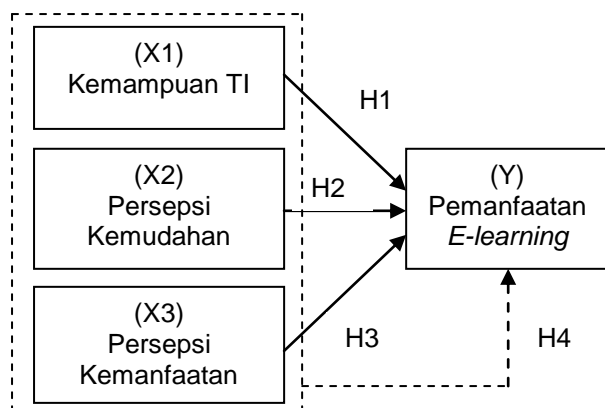 (X1)
Kemampuan TI
H1
(X2)
Persepsi
Kemudahan
H2
(Y)
Pemanfaatan
E-learning
(X3)
Persepsi
Kemanfaatan
H3
H4